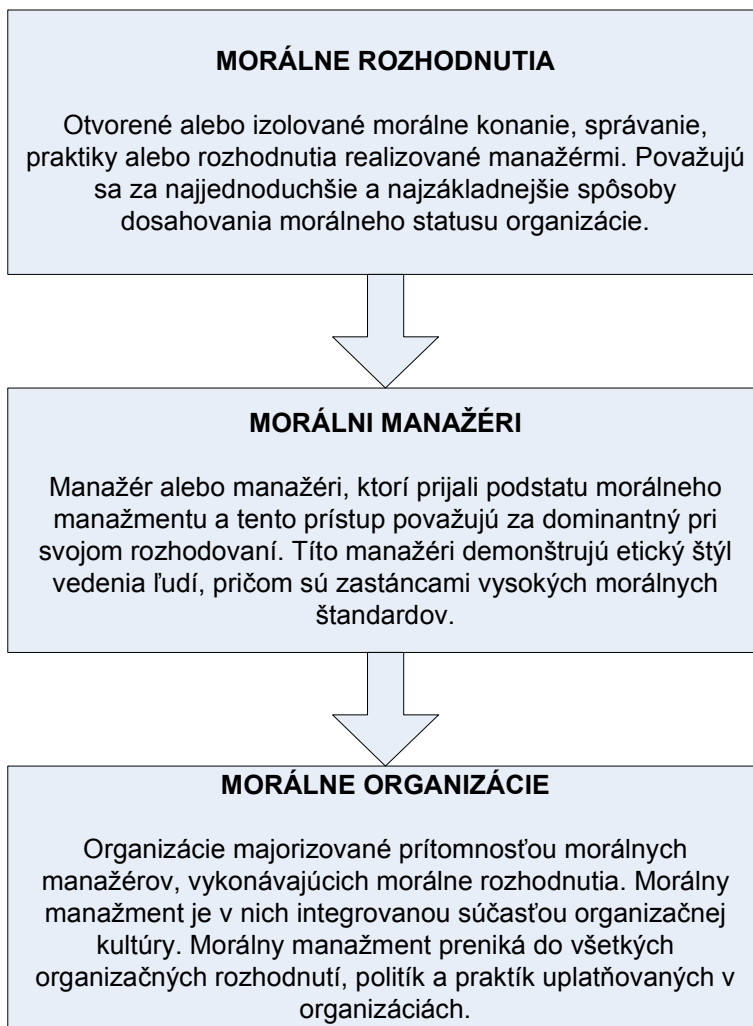 MORÁLNE ROZHODNUTIA
Otvorené alebo izolované morálne konanie, správanie,
praktiky alebo rozhodnutia realizované manažérmi. Považujú
sa za najjednoduchšie a najzákladnejšie spôsoby
dosahovania morálneho statusu organizácie.
MORÁLNI MANAŽÉRI
Manažér alebo manažéri, ktorí prijali podstatu morálneho
manažmentu a tento prístup považujú za dominantný pri
svojom rozhodovaní. Títo manažéri demonštrujú etický štýl
vedenia ľudí, pričom sú zastáncami vysokých morálnych
štandardov.
MORÁLNE ORGANIZÁCIE
Organizácie majorizované prítomnosťou morálnych
manažérov, vykonávajúcich morálne rozhodnutia. Morálny
manažment je v nich integrovanou súčasťou organizačnej
kultúry. Morálny manažment preniká do všetkých
organizačných rozhodnutí, politík a praktík uplatňovaných v
organizáciách.